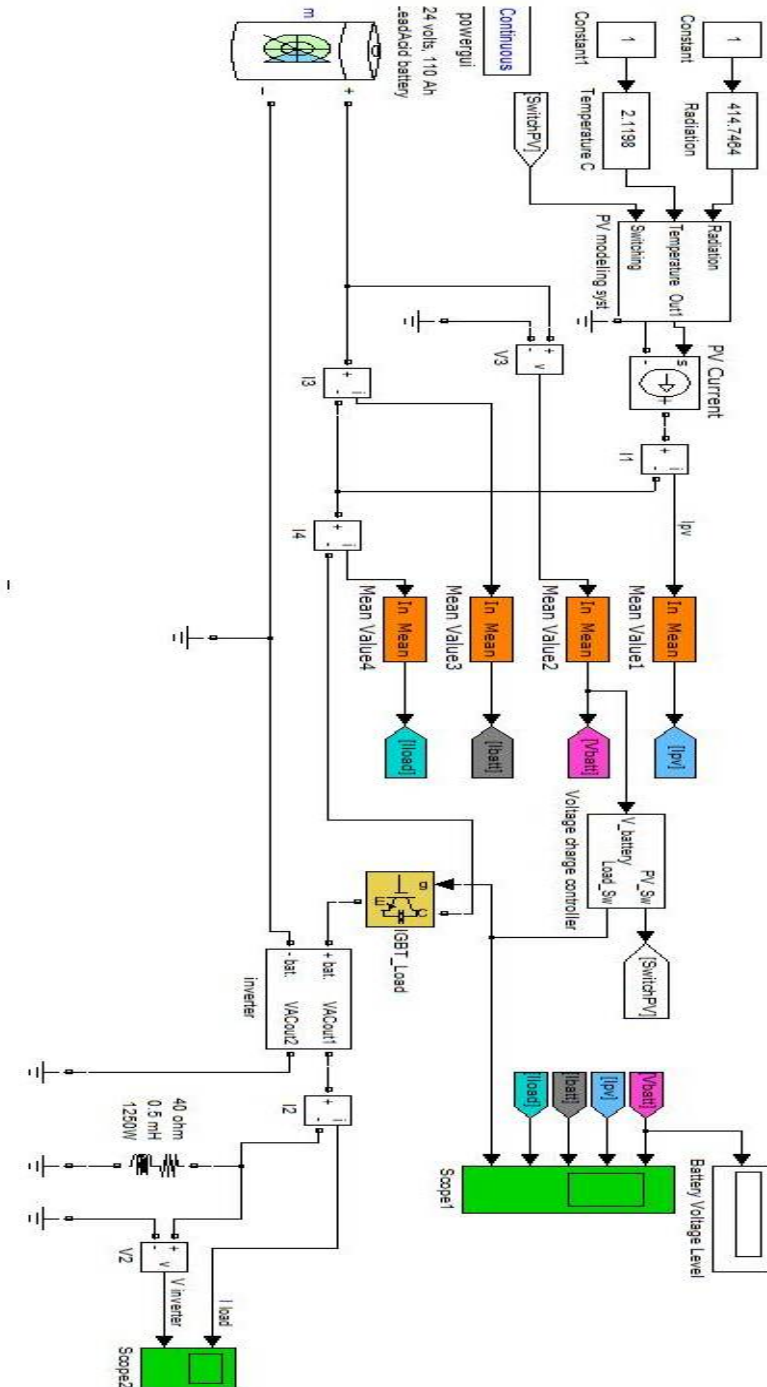 1
Constant
414.7464
Radiation
1
Constant1
2.1198
Temperature C
[SwitchPV]
Continuous
powergui
24 volts, 110 Ah
LeadAcid battery
m
+
-
Radiation
Temperature Out1
Switching
PV modeling syst
PV Current
s
-
+
+
i
-
I1
Ipv
+
v
-
V3
+
i
-
I3
+
i
-
I4
In Mean
Mean Value1
In Mean
Mean Value2
In Mean
Mean Value3
In Mean
Mean Value4
[Ipv]
[Vbatt]
[Ibatt]
[Iload]
PV_Sw
V_battery
Load_Sw
Voltage charge controller
[SwitchPV]
g
C
E
IGBT_Load
+ bat. VACout1
- bat. VACout2
inverter
Battery Voltage Level
[Vbatt]
[Ipv]
[Ibatt]
[Iload]
Scope1
+
i
-
I2
40 ohm
0.5 mH
1250W
+
v
-
V2
I load
V inverter
Scope2